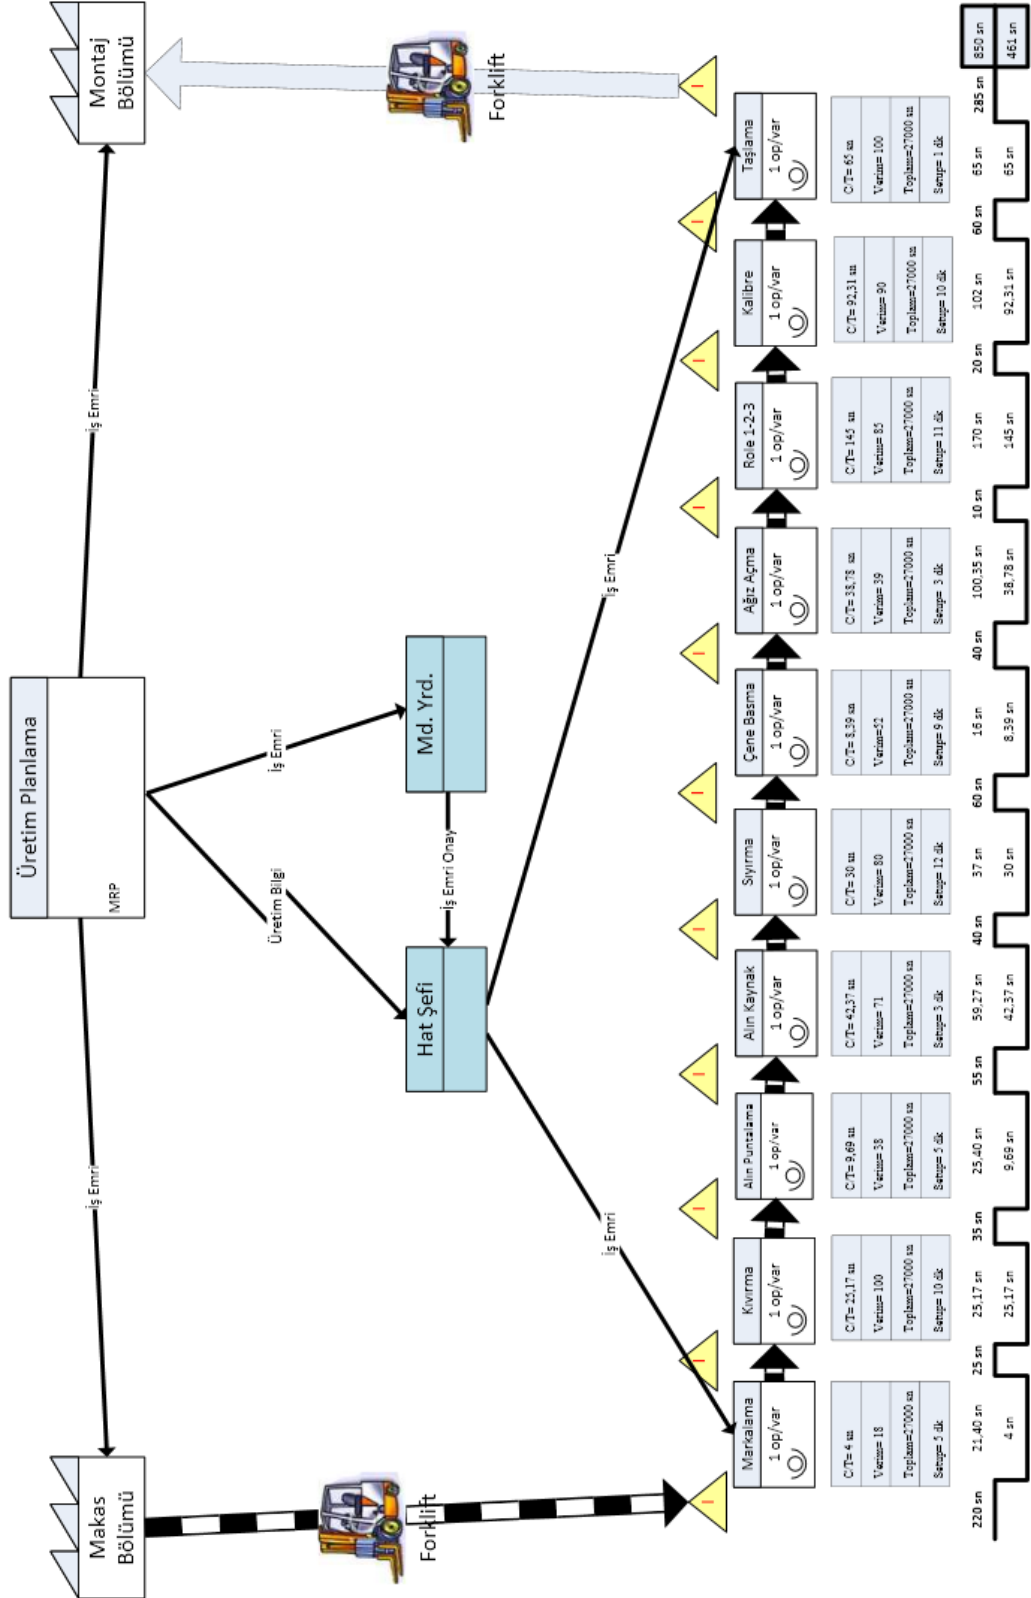 Üretim Planlama
MRP
Makas
Bölümü
Montaj
Bölümü
İş Emri
İş Emri
Üretim Bilgi
İş Emri
Hat Şefi
İş Emri Onay
Md. Yrd.
Forklift
Forklift
İş Emri
İş Emri
I
I
I
I
I
I
I
I
I
I
I
Markalama
1 op/var
C/T= 4 sn
Verim= 18
Toplam=27000 sn
Setup= 5 dk
Kıvırma
1 op/var
C/T= 25,17 sn
Verim= 100
Toplam=27000 sn
Setup= 10 dk
Alın Puntalama
1 op/var
C/T= 9,69 sn
Verim= 38
Toplam=27000 sn
Setup= 5 dk
Alın Kaynak
1 op/var
C/T= 42,37 sn
Verim= 71
Toplam=27000 sn
Setup= 3 dk
Sıyırma
1 op/var
C/T= 30 sn
Verim= 80
Toplam=27000 sn
Setup= 12 dk
Çene Basma
1 op/var
C/T= 8,39 sn
Verim=52
Toplam=27000 sn
Setup= 9 dk
Ağız Açma
1 op/var
C/T= 38,78 sn
Verim= 39
Toplam=27000 sn
Setup= 3 dk
Role 1-2-3
1 op/var
C/T= 145 sn
Verim= 85
Toplam=27000 sn
Setup= 11 dk
Kalibre
1 op/var
C/T= 92,31 sn
Verim= 90
Toplam=27000 sn
Setup= 10 dk
Taşlama
1 op/var
C/T= 65 sn
Verim= 100
Toplam=27000 sn
Setup= 1 dk
220 sn 21,40 sn 25 sn 25,17 sn 35 sn 25,40 sn 55 sn 59,27 sn 40 sn 37 sn 60 sn 16 sn 40 sn 100,35 sn 10 sn 170 sn 20 sn 102 sn 60 sn 65 sn 285 sn 850 sn
4 sn 25,17 sn 9,69 sn 42,37 sn 30 sn 8,39 sn 38,78 sn 145 sn 92,31 sn 65 sn 461 sn